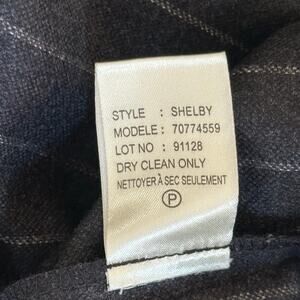 STYLE : SHELBY
MODELE : 70774559
LOT NO : 91128
DRY CLEAN ONLY
NETTOYER À SEC SEULEMENT
P